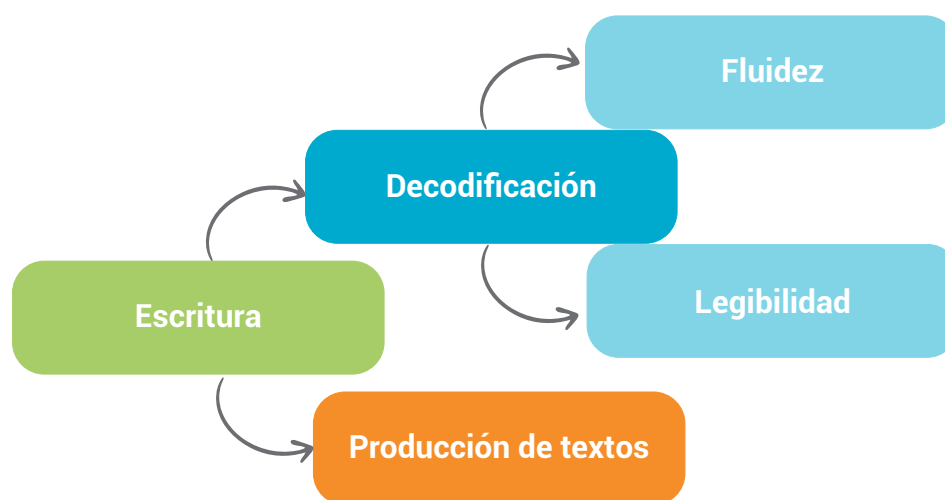 Fluidez
Decodificación
Legibilidad
Escritura
Producción de textos